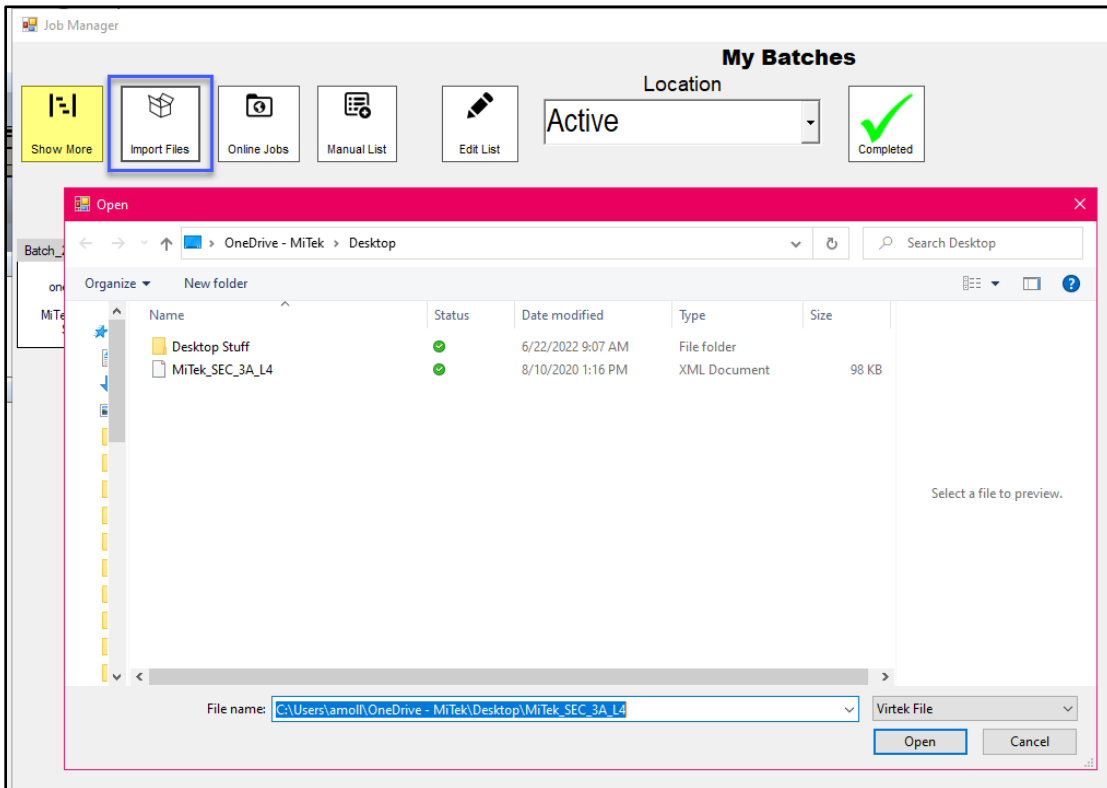 Job Manager
My Batches
Location
Show More
Import Files
Online Jobs
Manual List
Edit List
Active
Completed
Open
OneDrive - MiTek > Desktop
Search Desktop
Batch_
Organize
New folder
Name Status Date modified Type Size
Desktop Stuff 6/22/2022 9:07 AM File folder
MiTek_SEC_3A_L4 8/10/2020 1:16 PM XML Document 98 KB
Select a file to preview.
File name: C:\Users\amoll\OneDrive - MiTek\Desktop\MiTek_SEC_3A_L4
Virtek File
Open
Cancel